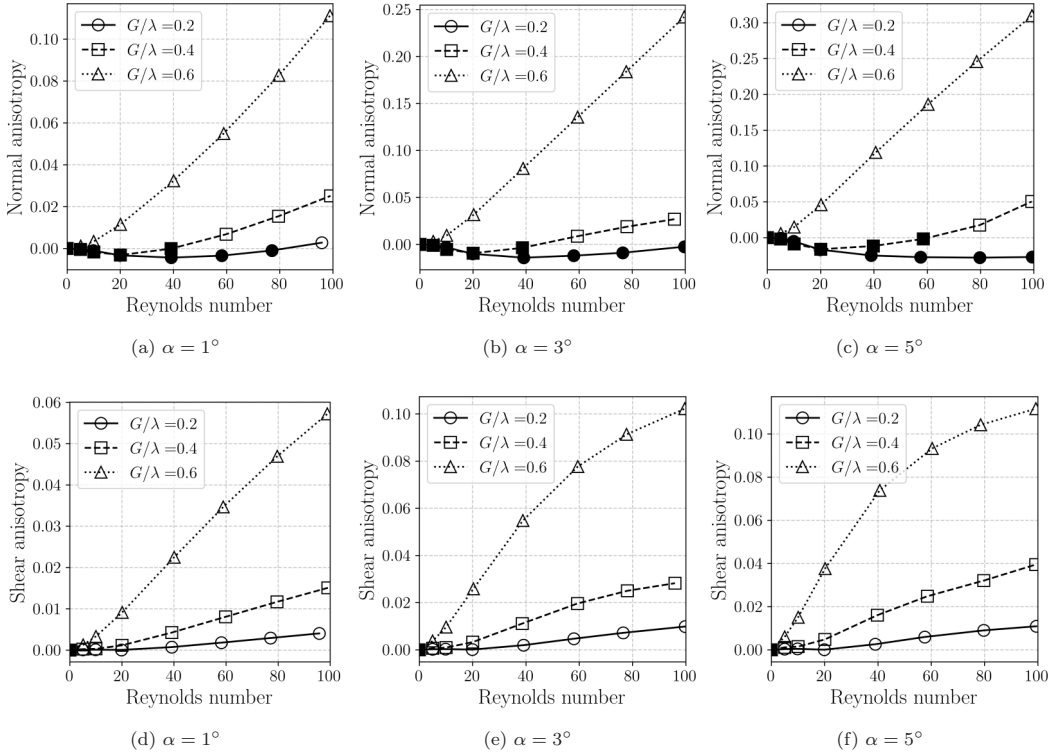 0.10
0.08
0.06
0.04
0.02
0.00
Normal anisotropy
G/λ =0.2
G/λ =0.4
G/λ =0.6
0 20 40 60 80 100
Reynolds number
(a) α = 1°
0.25
0.20
0.15
0.10
0.05
0.00
Normal anisotropy
G/λ =0.2
G/λ =0.4
G/λ =0.6
0 20 40 60 80 100
Reynolds number
(b) α = 3°
0.30
0.25
0.20
0.15
0.10
0.05
0.00
Normal anisotropy
G/λ =0.2
G/λ =0.4
G/λ =0.6
0 20 40 60 80 100
Reynolds number
(c) α = 5°
0.06
0.05
0.04
0.03
0.02
0.01
0.00
Shear anisotropy
G/λ =0.2
G/λ =0.4
G/λ =0.6
0 20 40 60 80 100
Reynolds number
(d) α = 1°
0.10
0.08
0.06
0.04
0.02
0.00
Shear anisotropy
G/λ =0.2
G/λ =0.4
G/λ =0.6
0 20 40 60 80 100
Reynolds number
(e) α = 3°
0.10
0.08
0.06
0.04
0.02
0.00
Shear anisotropy
G/λ =0.2
G/λ =0.4
G/λ =0.6
0 20 40 60 80 100
Reynolds number
(f) α = 5°